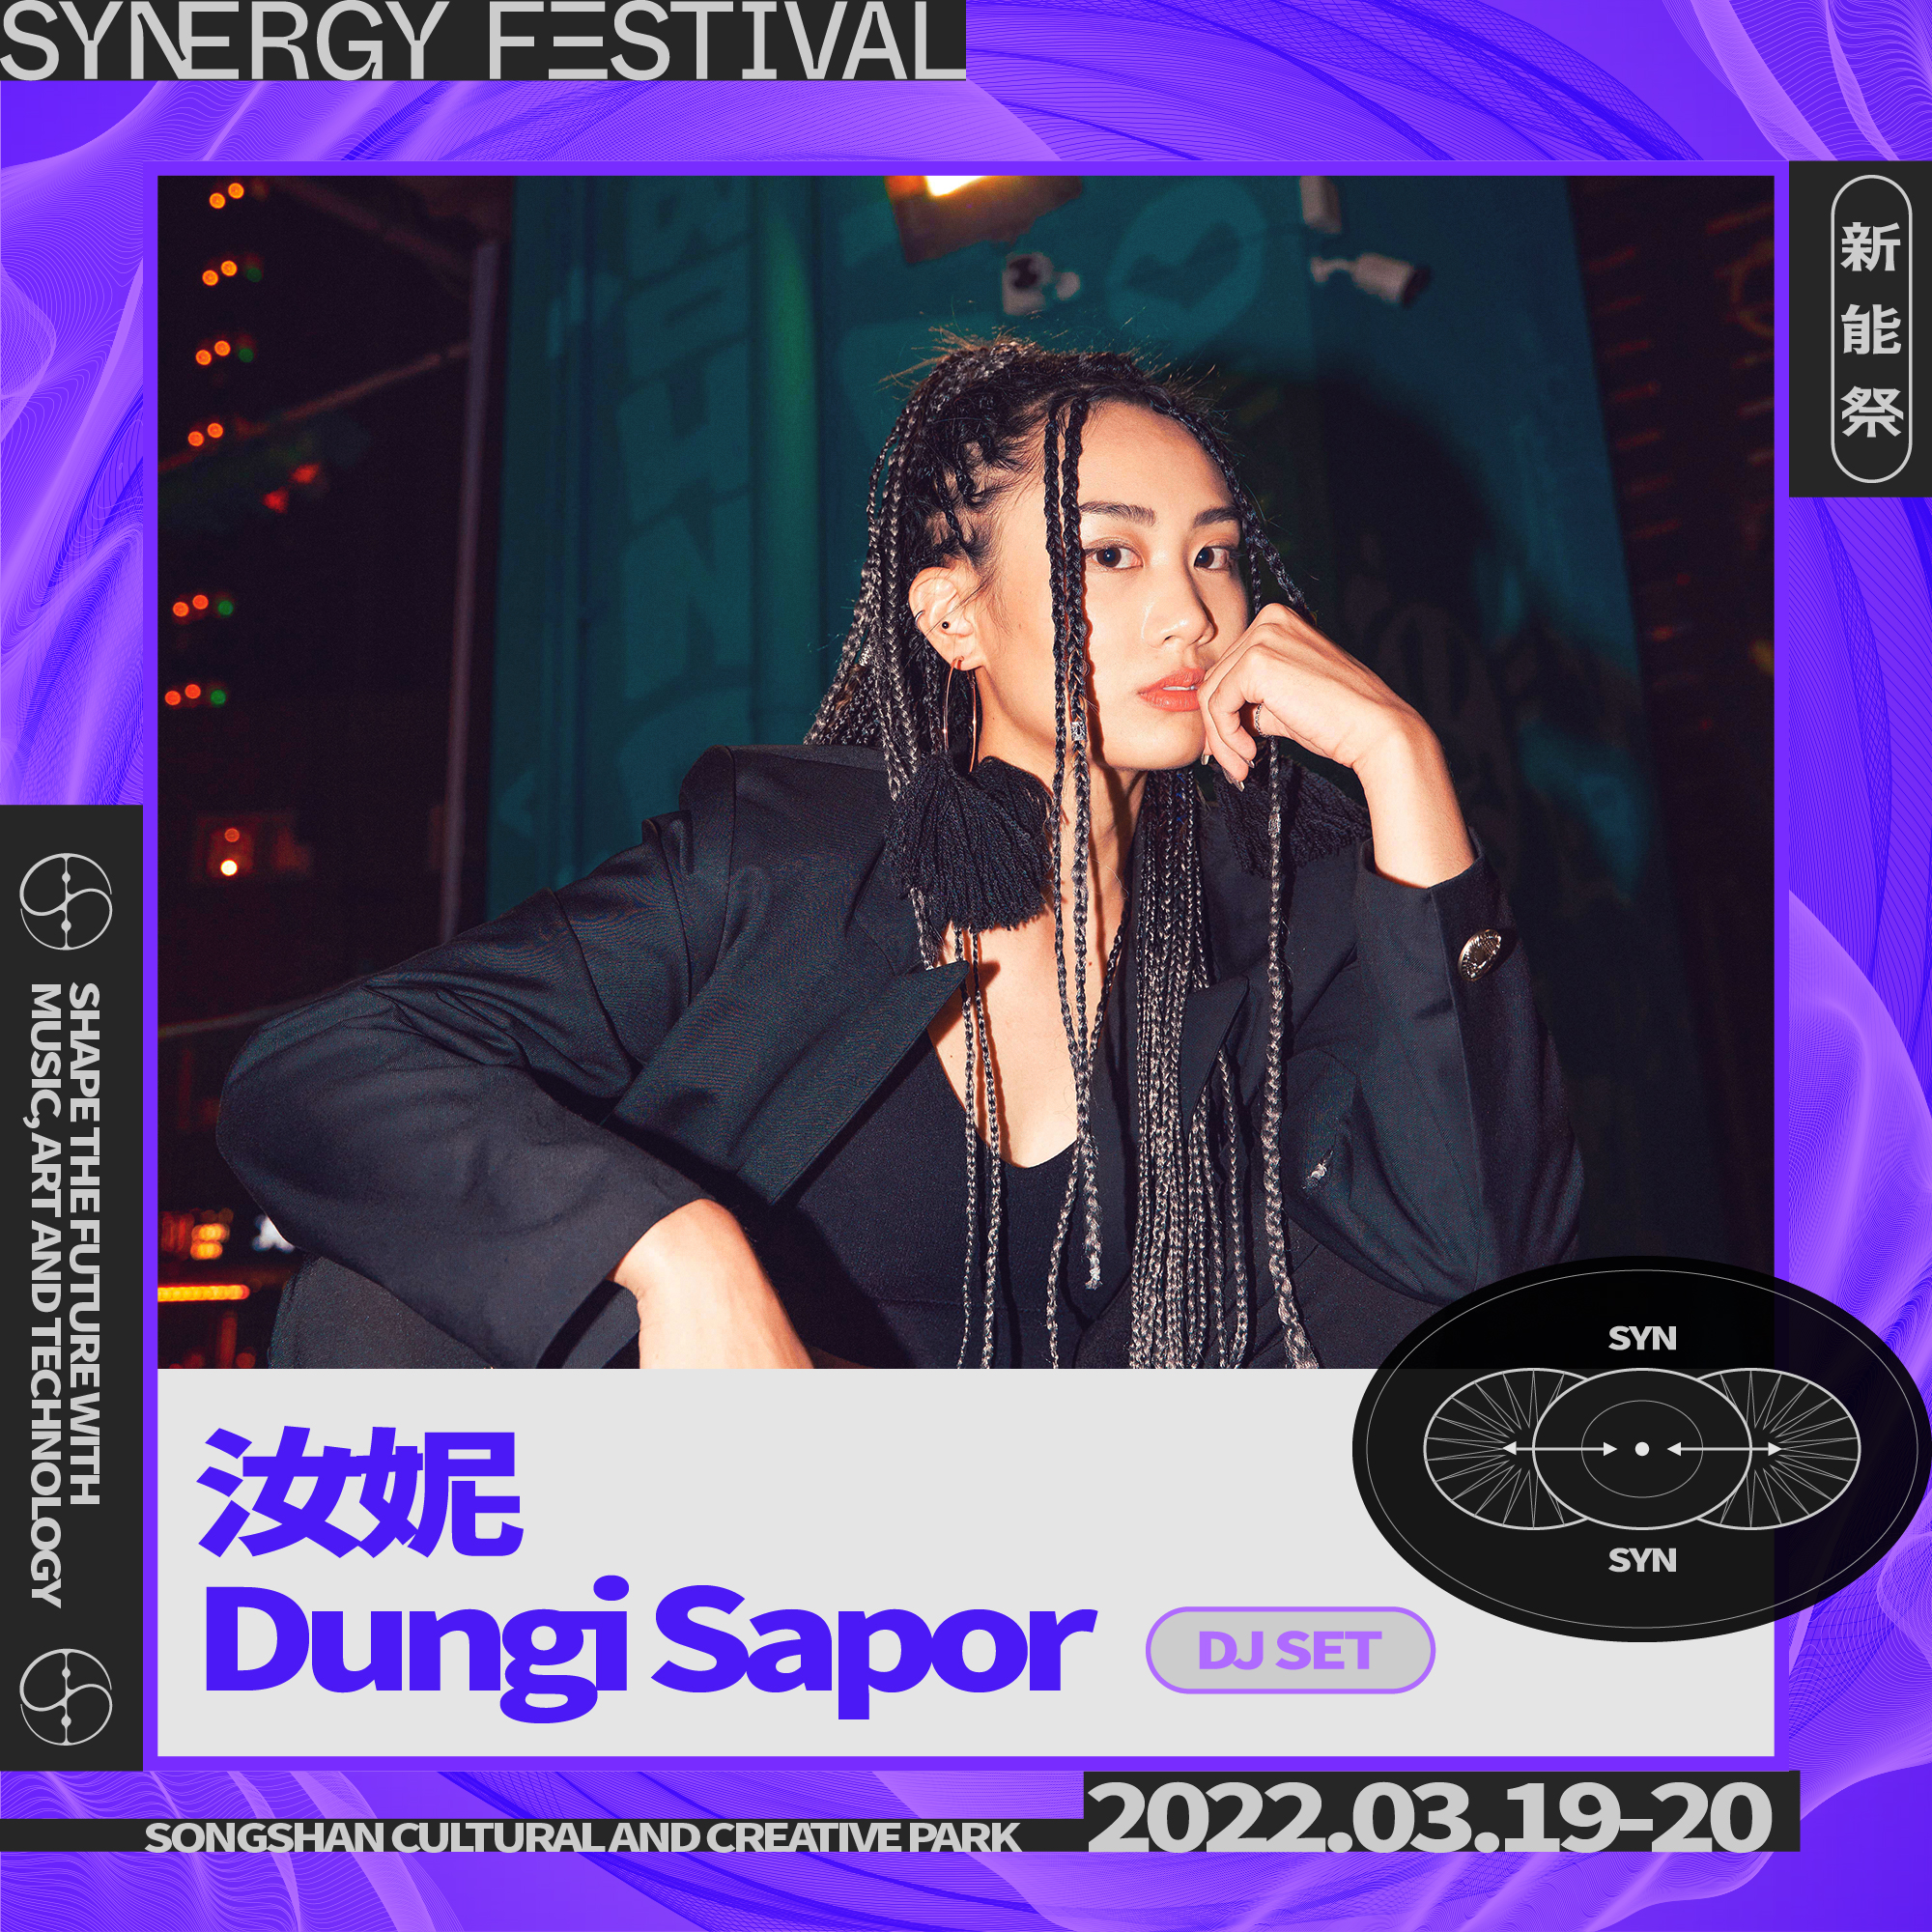 SYNERGY FESTIVAL
新能祭
SHAPE THE FUTURE WITH
MUSIC, ART AND TECHNOLOGY
SYN
SYN
汝妮
Dungi Sapor
DJ SET
2022.03.19-20
SONGSHAN CULTURAL AND CREATIVE PARK